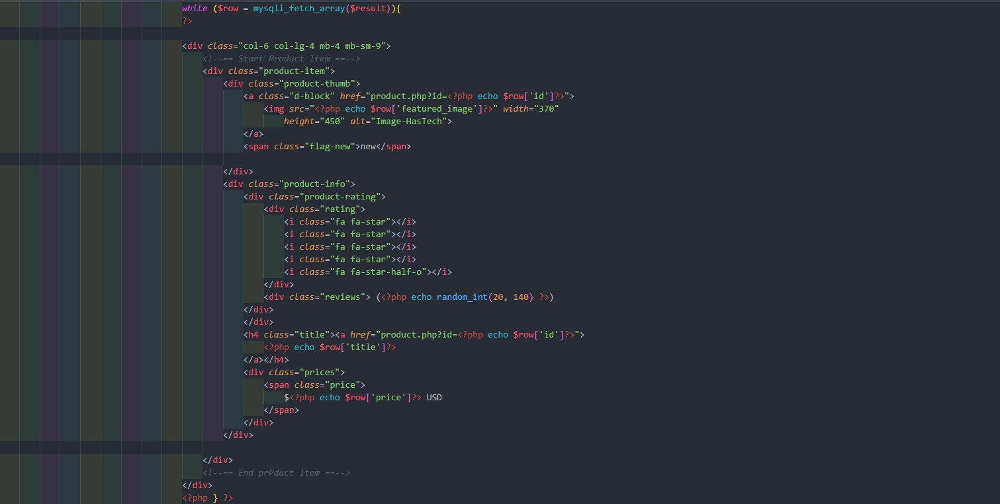 while ($row = mysqli_fetch_array($result)){
?>
<div class="col-6 col-lg-4 mb-4 mb-sm-9">
<!--== Start Product Item ==-->
<div class="product-item">
<div class="product-thumb">
<a class="d-block" href="product.php?id=<?php echo $row['id']?>">
<img src="<?php echo $row['featured_image']?>" width="370"
height="450" alt="Image-HasTech">
</a>
<span class="flag-new">new</span>
</div>
<div class="product-info">
<div class="product-rating">
<div class="rating">
<i class="fa fa-star"></i>
<i class="fa fa-star"></i>
<i class="fa fa-star"></i>
<i class="fa fa-star"></i>
<i class="fa fa-star-half-o"></i>
</div>
<div class="reviews"> (<?php echo random_int(20, 140) ?>)
</div>
</div>
<h4 class="title"><a href="product.php?id=<?php echo $row['id']?>">
<?php echo $row['title']?>
</a></h4>
<div class="prices">
<span class="price">
$<?php echo $row['price']?> USD
</span>
</div>
</div>
</div>
<!--== End prPduct Item ==-->
</div>
<?php } ?>